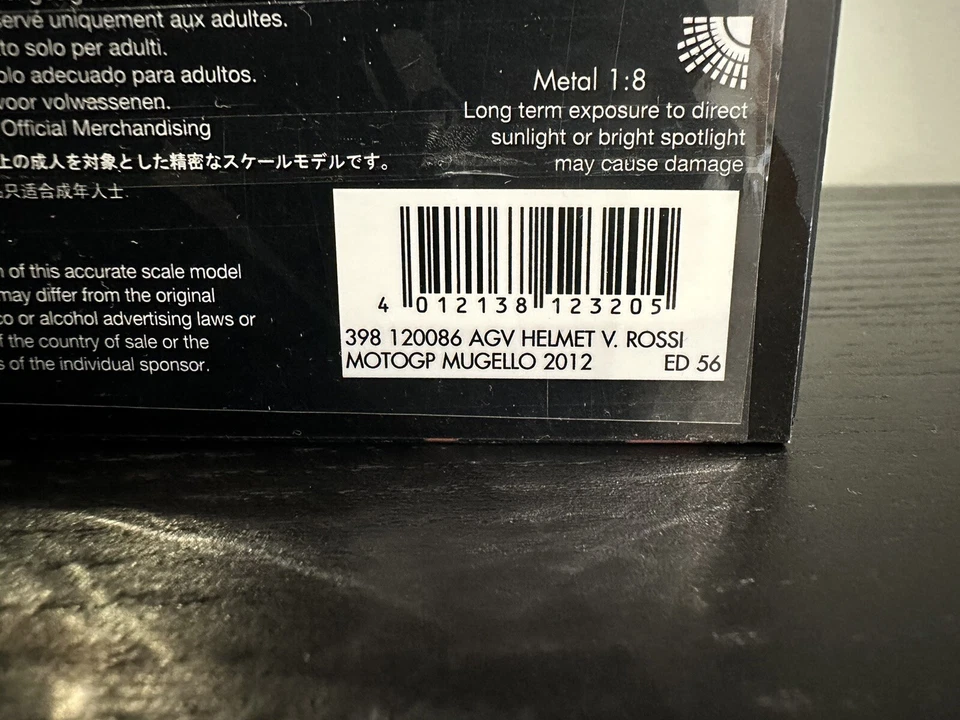 servé uniquement aux adultes.
to solo per adulti.
olo adecuado para adultos.
voor volwassenen.
Official Merchandising
上の成人を対象とした精密なスケールモデルです。
只适合成年人士.
n of this accurate scale model
may differ from the original
co or alcohol advertising laws or
f the country of sale or the
s of the individual sponsor.
Metal 1:8
Long term exposure to direct
sunlight or bright spotlight
may cause damage
4 012138 123205
398 120086 AGV HELMET V. ROSSI
MOTOGP MUGELLO 2012 ED 56